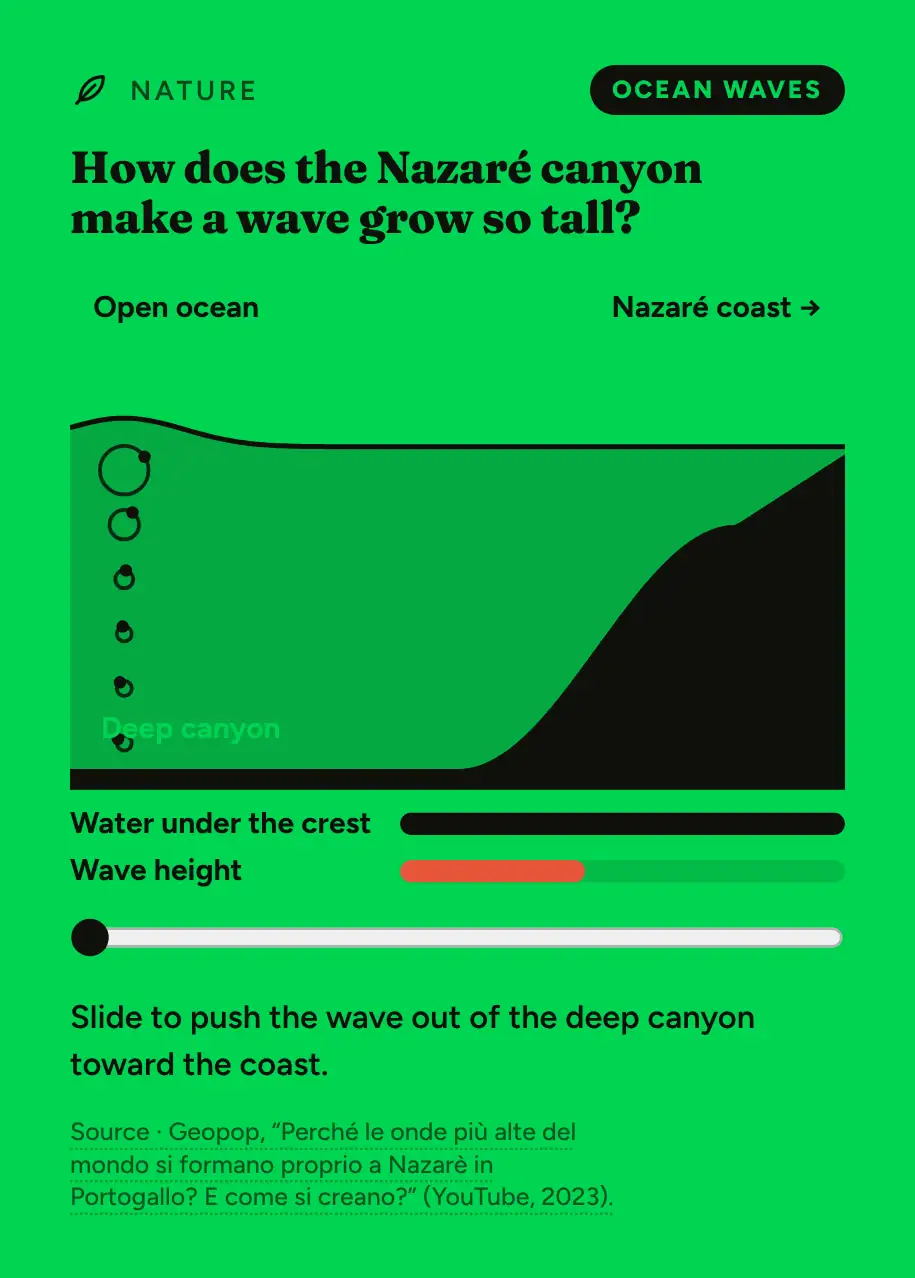 NATURE
OCEAN WAVES
How does the Nazaré canyon
make a wave grow so tall?
Open ocean
Nazaré coast →
Deep canyon
Water under the crest
Wave height
Slide to push the wave out of the deep canyon
toward the coast.
Source · Geopop, “Perché le onde più alte del
mondo si formano proprio a Nazarè in
Portogallo? E come si creano?” (YouTube, 2023).